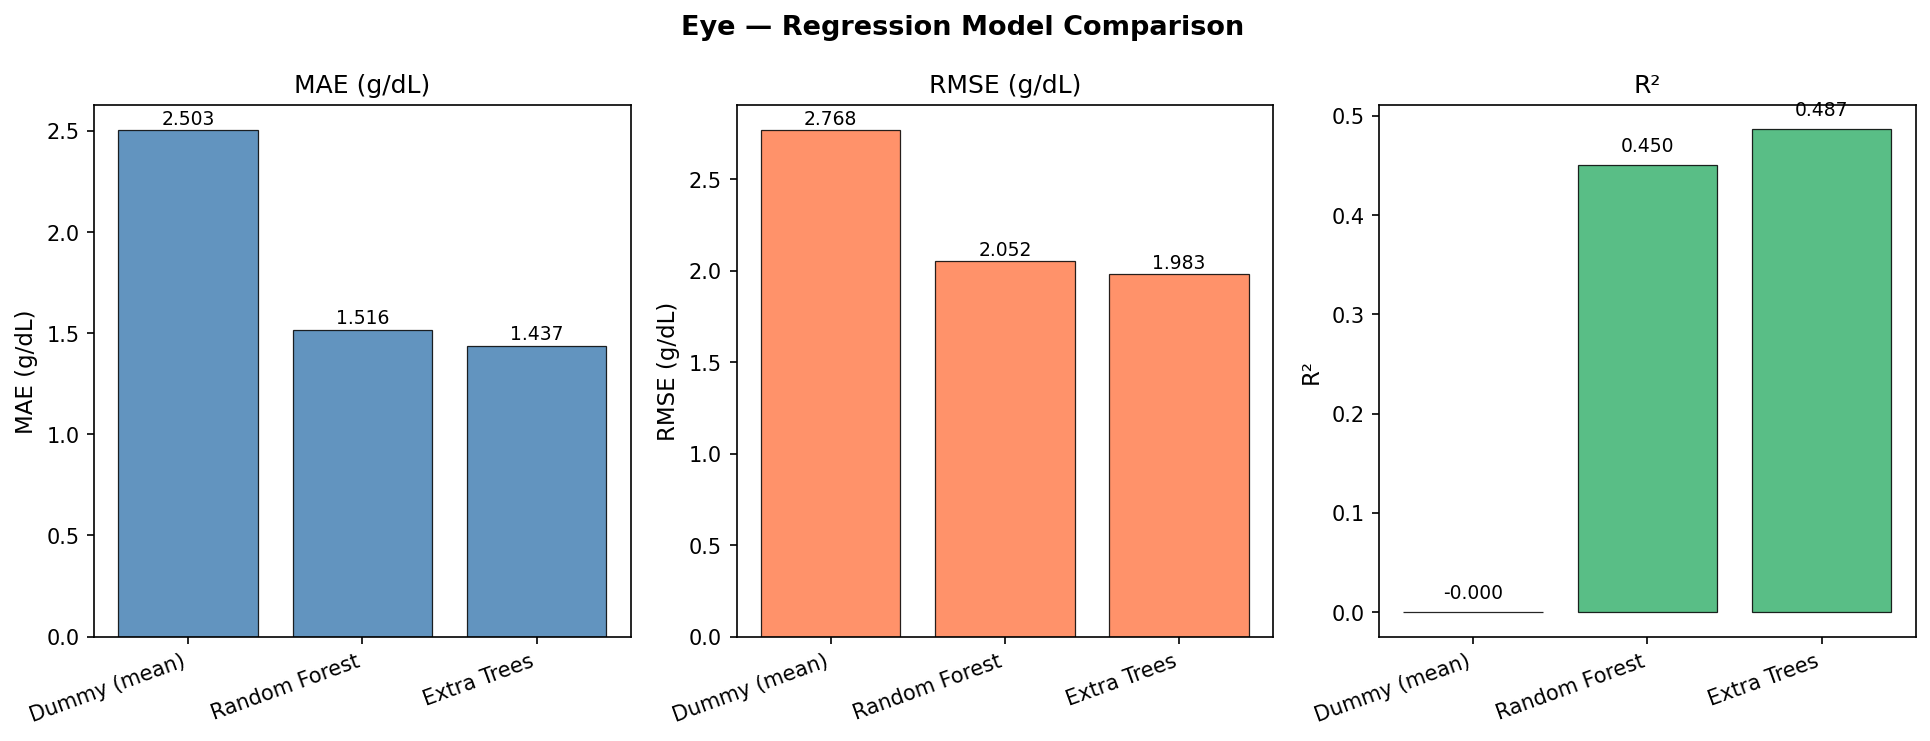 Eye — Regression Model Comparison
MAE (g/dL)
MAE (g/dL)
2.5
2.0
1.5
1.0
0.5
0.0
2.503
1.516
1.437
Dummy (mean)
Random Forest
Extra Trees
RMSE (g/dL)
RMSE (g/dL)
2.5
2.0
1.5
1.0
0.5
0.0
2.768
2.052
1.983
Dummy (mean)
Random Forest
Extra Trees
R²
R²
0.5
0.4
0.3
0.2
0.1
0.0
-0.000
0.450
0.487
Dummy (mean)
Random Forest
Extra Trees